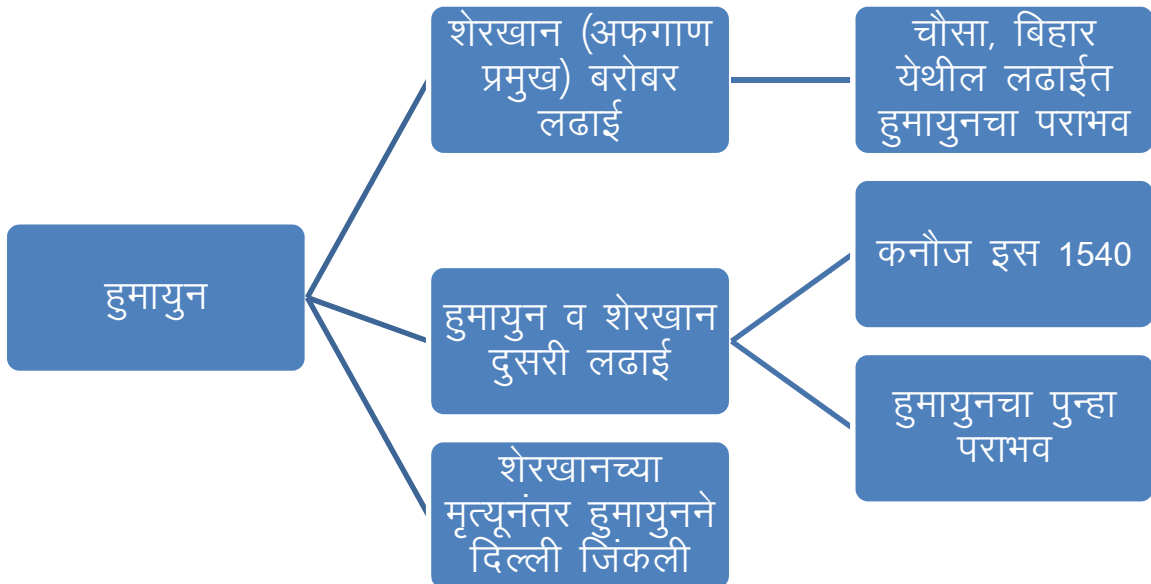 हुमायुन
शेरखान (अफगाण
प्रमुख) बरोबर
लढाई
चौसा, बिहार
येथील लढाईत
हुमायुनचा पराभव
हुमायुन व शेरखान
दुसरी लढाई
कनौज इस 1540
हुमायुनचा पुन्हा
पराभव
शेरखानच्या
मृत्यूनंतर हुमायुनने
दिल्ली जिंकली